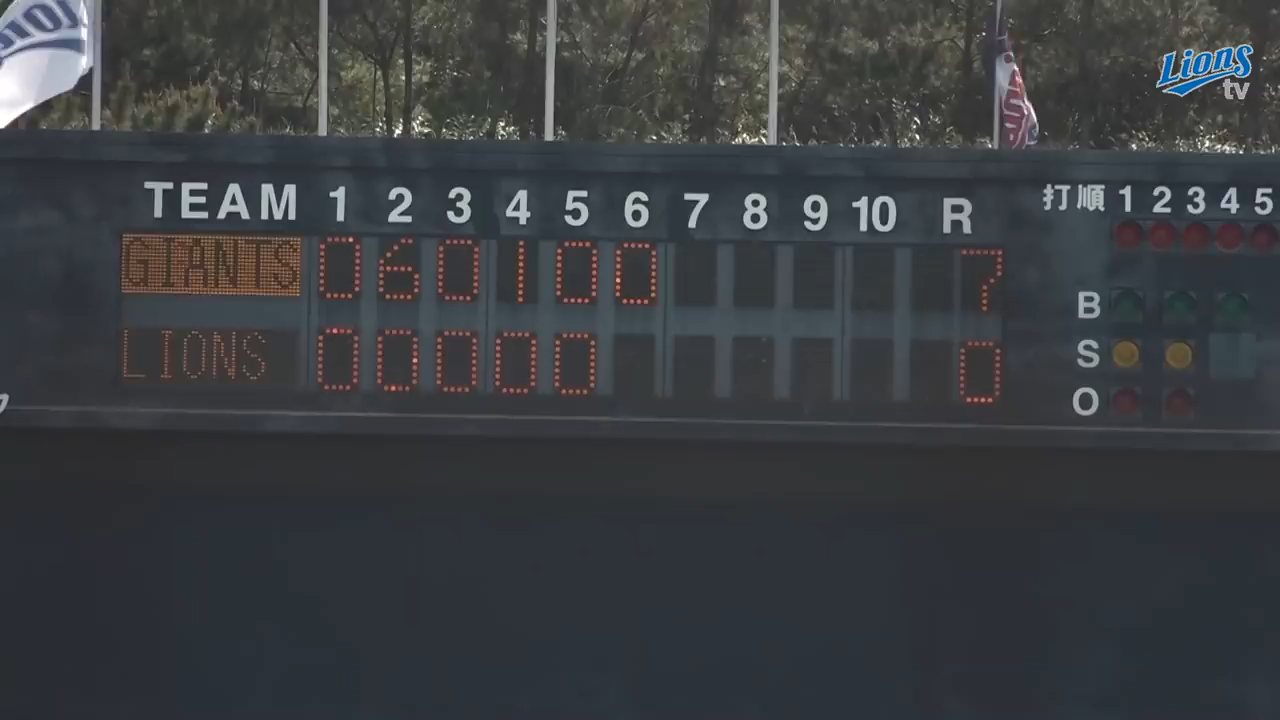 Lions
tv
TEAM 1 2 3 4 5 6 7 8 9 10 R 打順 1 2 3 4 5
GIANTS 0 6 0 1 0 0 7
B
LIONS 0 0 0 0 0 0
S
O